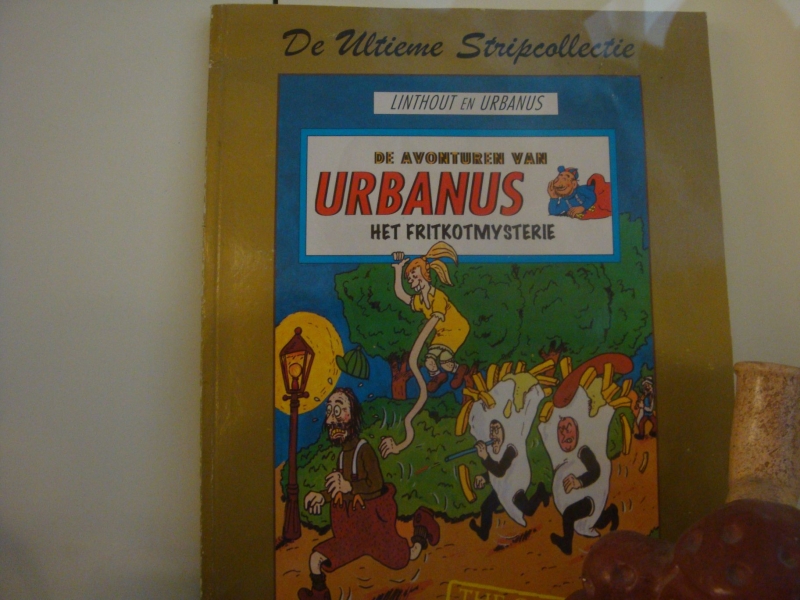 De Ultieme Stripcollectie
LINTHOUT EN URBANUS
DE AVONTUREN VAN
URBANUS
HET FRITKOTMYSTERIE